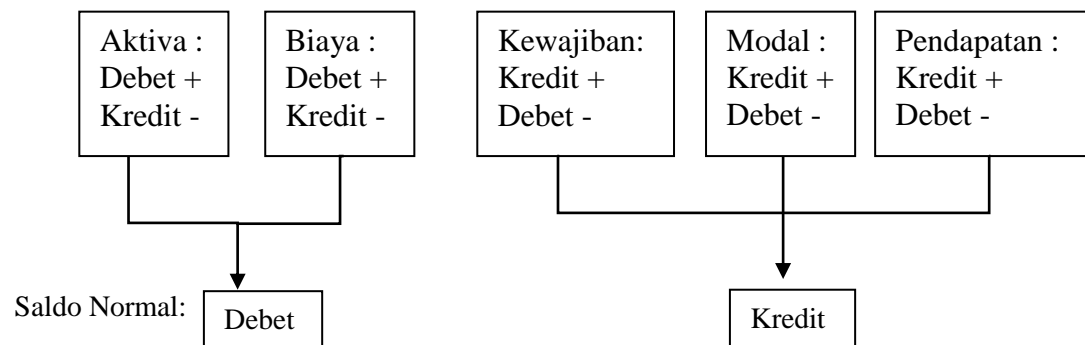 Aktiva :
Debet +
Kredit -
Biaya :
Debet +
Kredit -
Kewajiban:
Kredit +
Debet -
Modal :
Kredit +
Debet -
Pendapatan :
Kredit +
Debet -
Saldo Normal:
Debet
Kredit